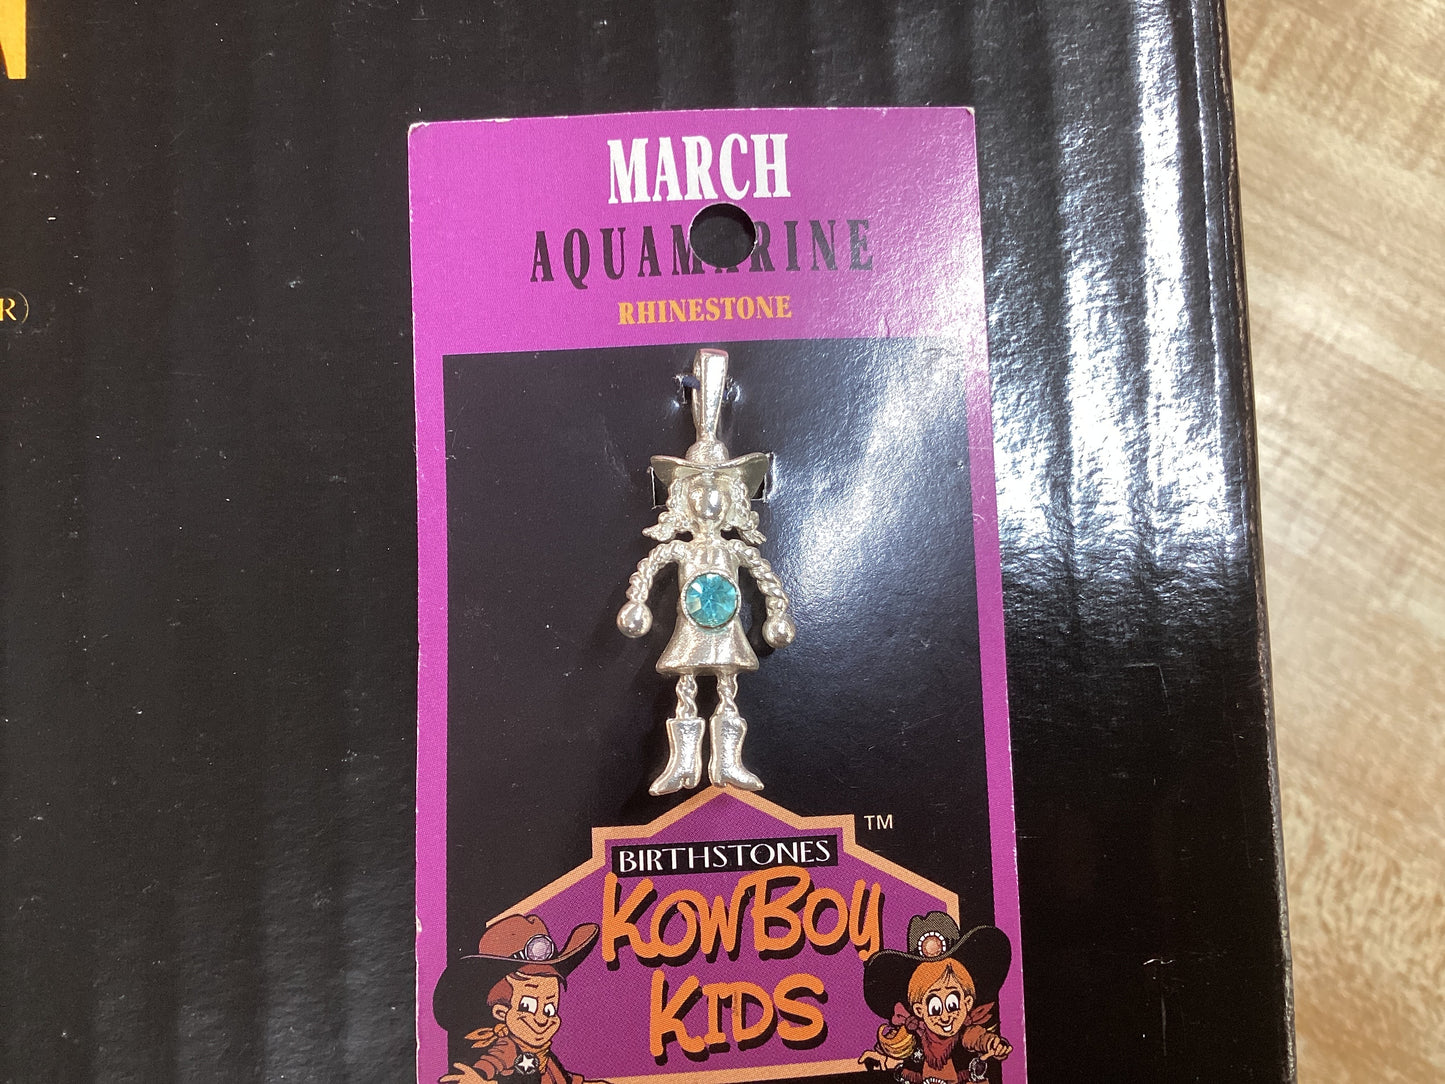 MARCH
AQUAMARINE
RHINESTONE
R
TM
BIRTHSTONES
KOWBOY
KIDS